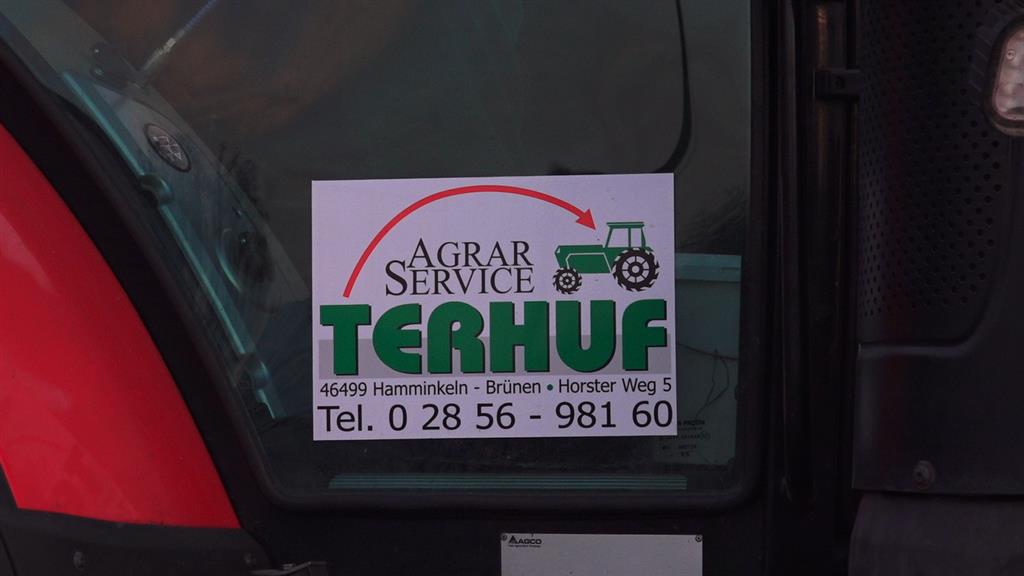 AGRAR
SERVICE
TERHUF
46499 Hamminkeln - Brünen • Horster Weg 5
Tel. 0 28 56 - 981 60
AGCO